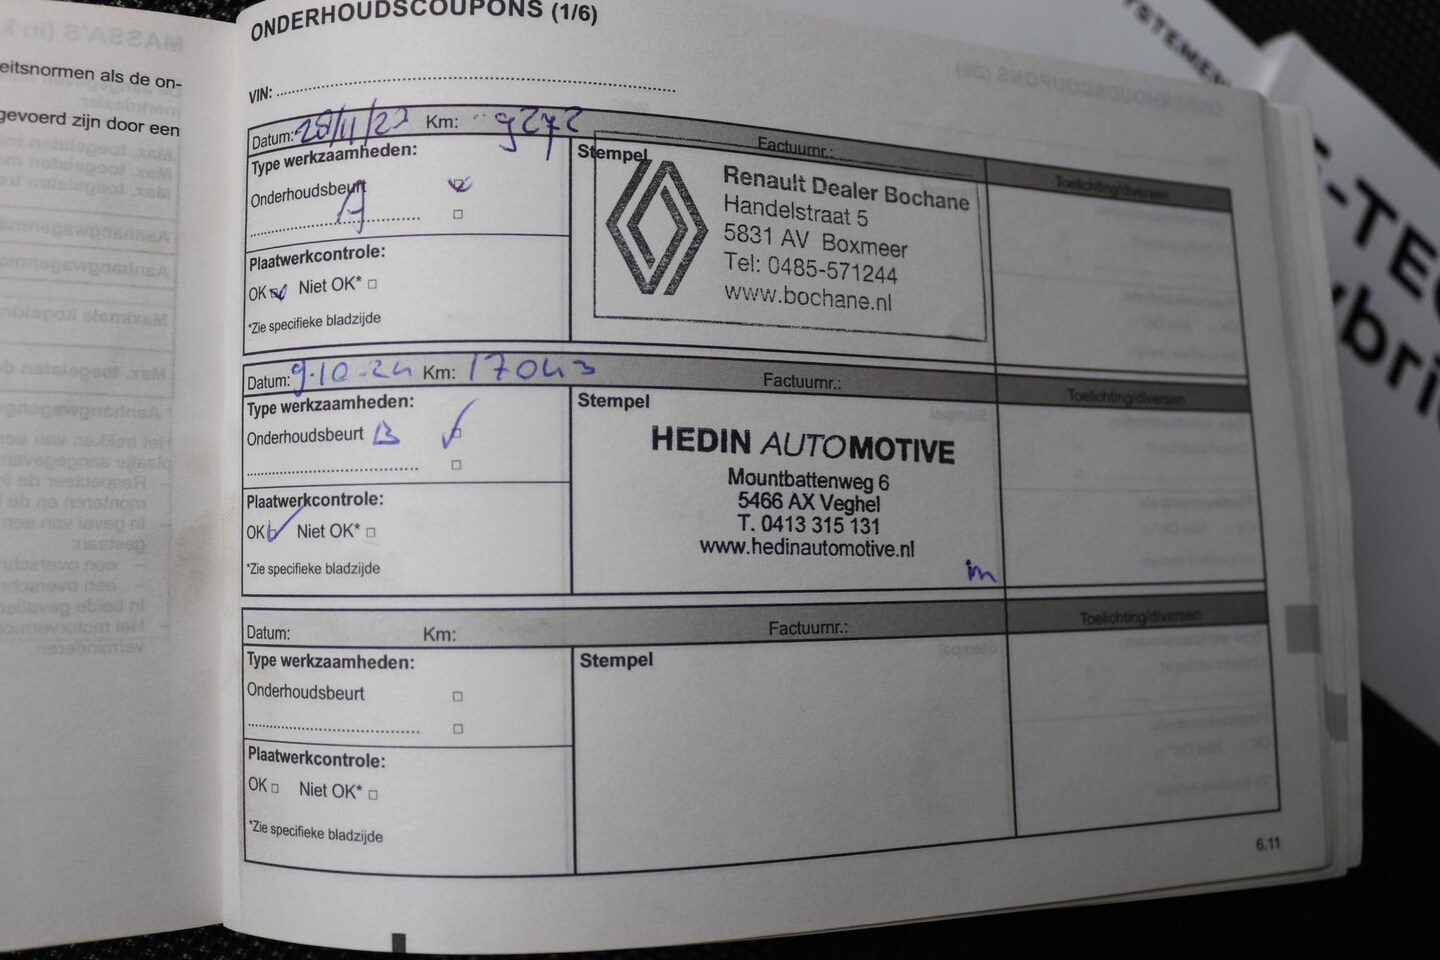 eitsnormen als de on-
gevoerd zijn door een
ONDERHOUDSCOUPONS (1/6)
VIN:
Datum: 28/11/23 Km: 9272 Factuurnr.: Toelichting/diversen
Type werkzaamheden:
Onderhoudsbeurt A
Plaatwerkcontrole:
OK Niet OK*
*Zie specifieke bladzijde
Stempel
Renault Dealer Bochane
Handelstraat 5
5831 AV Boxmeer
Tel: 0485-571244
www.bochane.nl
Datum: 9-10-24 Km: 17043 Factuurnr.: Toelichting/diversen
Type werkzaamheden:
Onderhoudsbeurt B
Plaatwerkcontrole:
OK Niet OK*
*Zie specifieke bladzijde
Stempel
HEDIN AUTOMOTIVE
Mountbattenweg 6
5466 AX Veghel
T. 0413 315 131
www.hedinautomotive.nl
Datum: Km: Factuurnr.: Toelichting/diversen
Type werkzaamheden:
Onderhoudsbeurt
Plaatwerkcontrole:
OK Niet OK*
*Zie specifieke bladzijde
Stempel
6.11
YSTEMEN
E-TEC
ybri